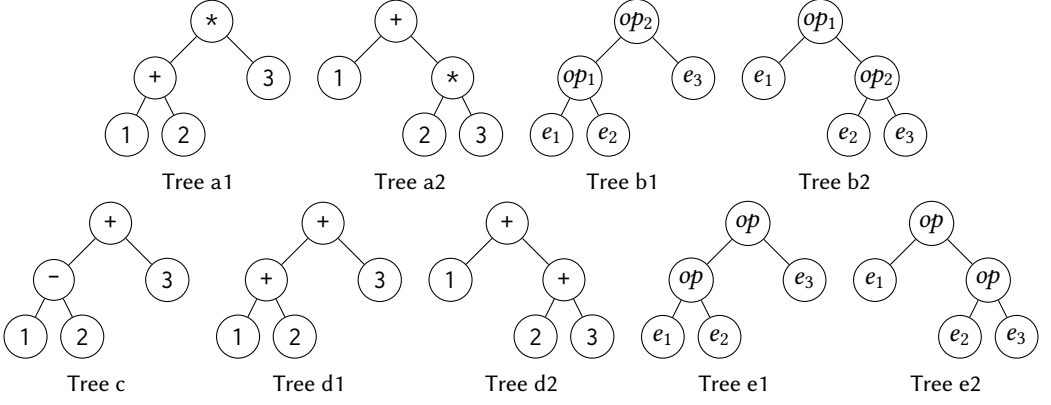 * + op₂ op₁
+ 3 1 * op₁ e₃ e₁ op₂
1 2 2 3 e₁ e₂ e₂ e₃
Tree a1 Tree a2 Tree b1 Tree b2
+ + + op op
− 3 + 3 1 + op e₃ e₁ op
1 2 1 2 2 3 e₁ e₂ e₂ e₃
Tree c Tree d1 Tree d2 Tree e1 Tree e2